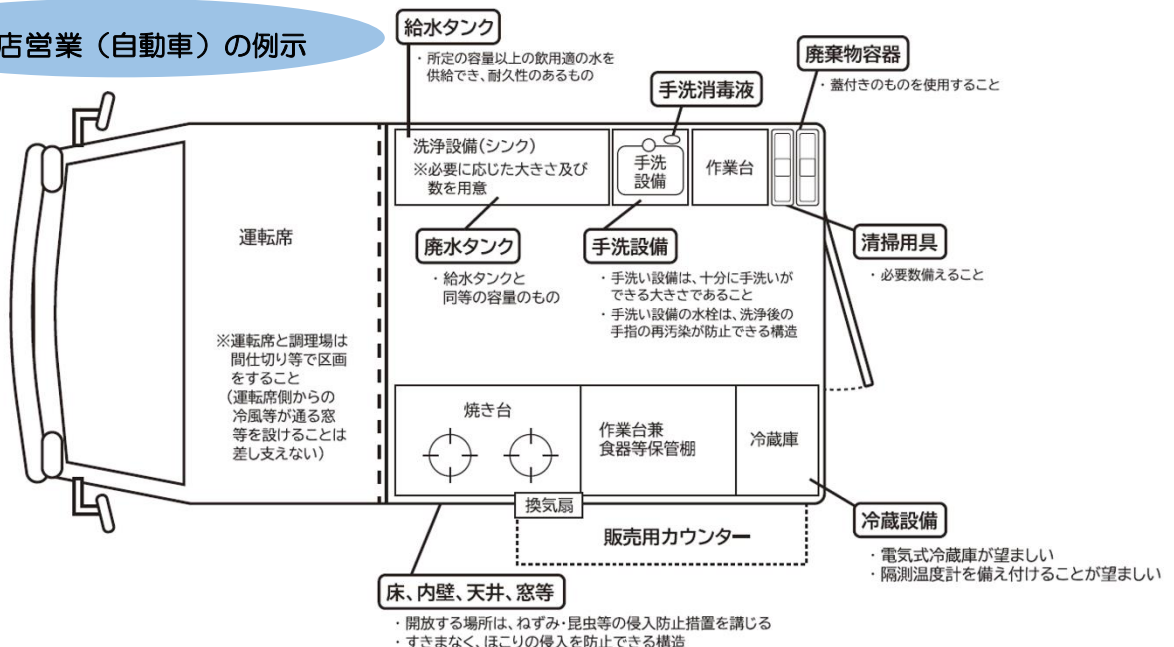 店営業（自動車）の例示
給水タンク
・所定の容量以上の飲用適の水を
供給でき、耐久性のあるもの
手洗消毒液
廃棄物容器
・蓋付きのものを使用すること
洗浄設備(シンク)
※必要に応じた大きさ及び
数を用意
手洗
設備
作業台
運転席
廃水タンク
・給水タンクと
同等の容量のもの
手洗設備
・手洗い設備は、十分に手洗いが
できる大きさであること
・手洗い設備の水栓は、洗浄後の
手指の再汚染が防止できる構造
清掃用具
・必要数備えること
※運転席と調理場は
間仕切り等で区画
をすること
（運転席側からの
冷風等が通る窓
等を設けることは
差し支えない）
焼き台
作業台兼
食器等保管棚
冷蔵庫
換気扇
販売用カウンター
冷蔵設備
・電気式冷蔵庫が望ましい
・隔測温度計を備え付けることが望ましい
床、内壁、天井、窓等
・開放する場所は、ねずみ・昆虫等の侵入防止措置を講じる
・すきまなく、ほこりの侵入を防止できる構造